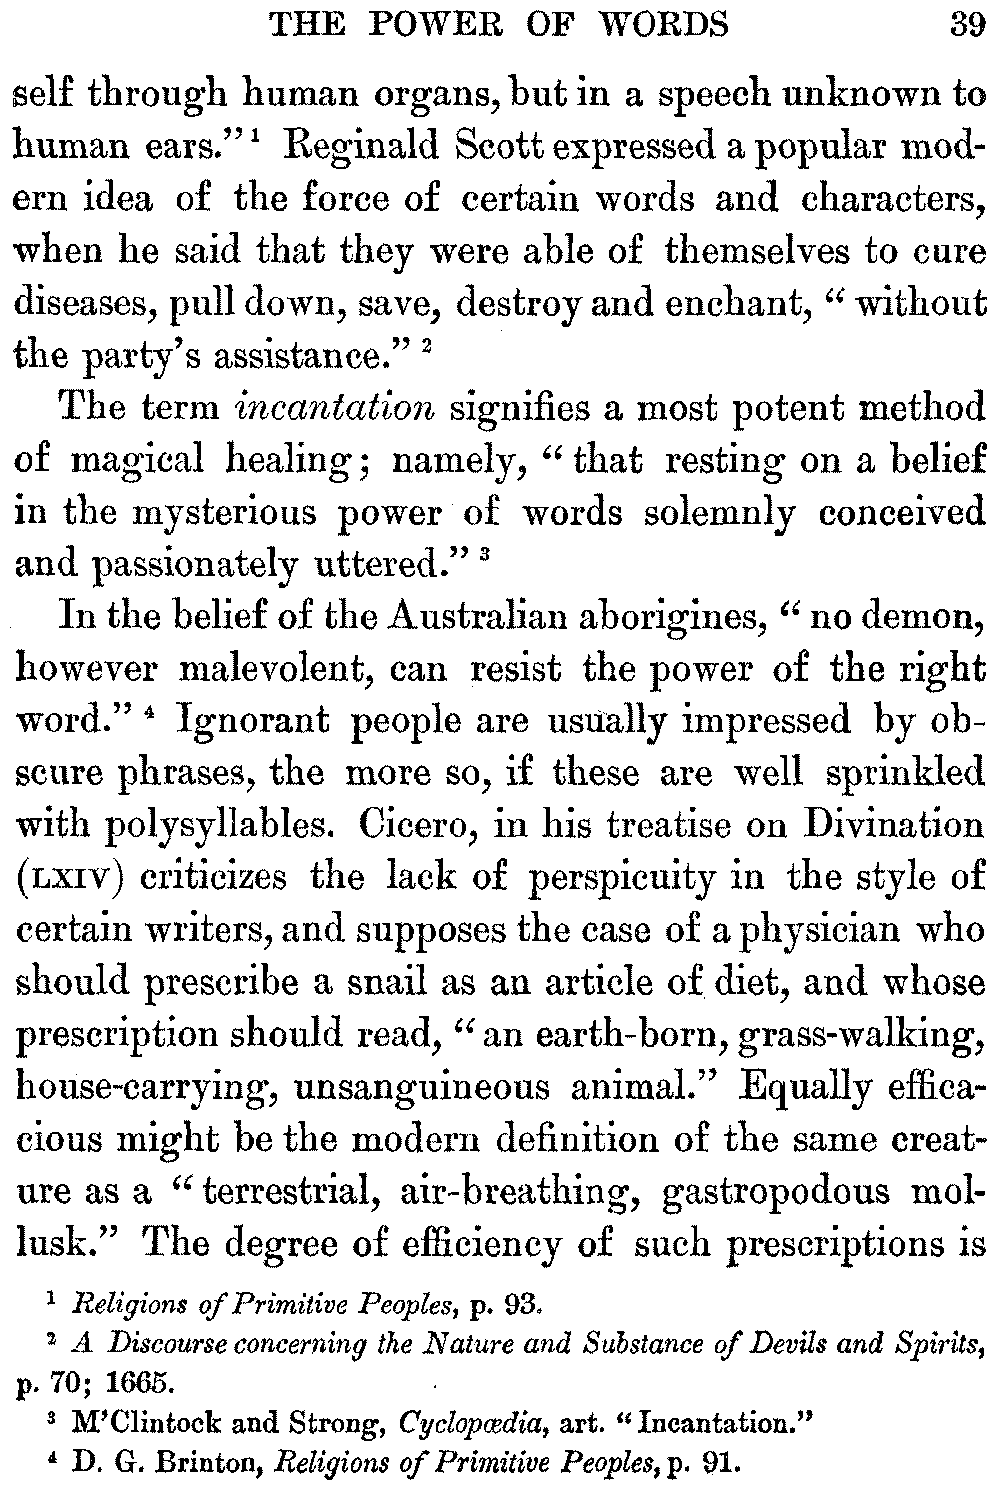 THE POWER OF WORDS 39
self through human organs, but in a speech unknown to
human ears." ¹ Reginald Scott expressed a popular mod-
ern idea of the force of certain words and characters,
when he said that they were able of themselves to cure
diseases, pull down, save, destroy and enchant, " without
the party's assistance." ²
The term incantation signifies a most potent method
of magical healing; namely, " that resting on a belief
in the mysterious power of words solemnly conceived
and passionately uttered." ³
In the belief of the Australian aborigines, " no demon,
however malevolent, can resist the power of the right
word." ⁴ Ignorant people are usually impressed by ob-
scure phrases, the more so, if these are well sprinkled
with polysyllables. Cicero, in his treatise on Divination
(LXIV) criticizes the lack of perspicuity in the style of
certain writers, and supposes the case of a physician who
should prescribe a snail as an article of diet, and whose
prescription should read, " an earth-born, grass-walking,
house-carrying, unsanguineous animal." Equally effica-
cious might be the modern definition of the same creat-
ure as a " terrestrial, air-breathing, gastropodous mol-
lusk." The degree of efficiency of such prescriptions is
¹ Religions of Primitive Peoples, p. 93.
² A Discourse concerning the Nature and Substance of Devils and Spirits,
p. 70; 1665.
³ M'Clintock and Strong, Cyclopœdia, art. "Incantation."
⁴ D. G. Brinton, Religions of Primitive Peoples, p. 91.